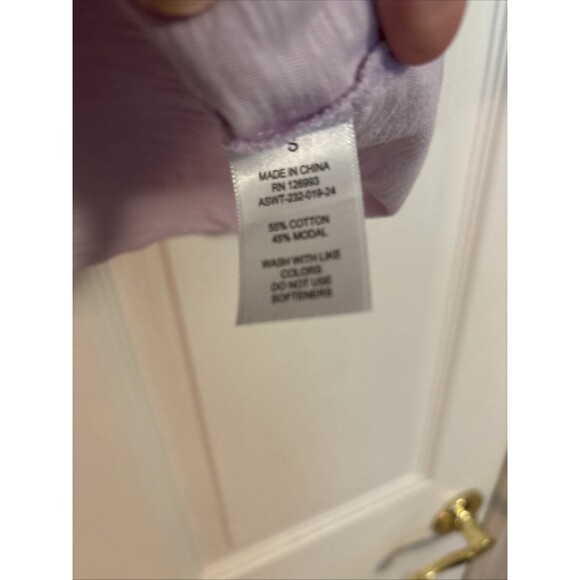 S
MADE IN CHINA
RN 126993
ASWT-232-019-24
55% COTTON
45% MODAL
WASH WITH LIKE
COLORS
DO NOT USE
SOFTENERS